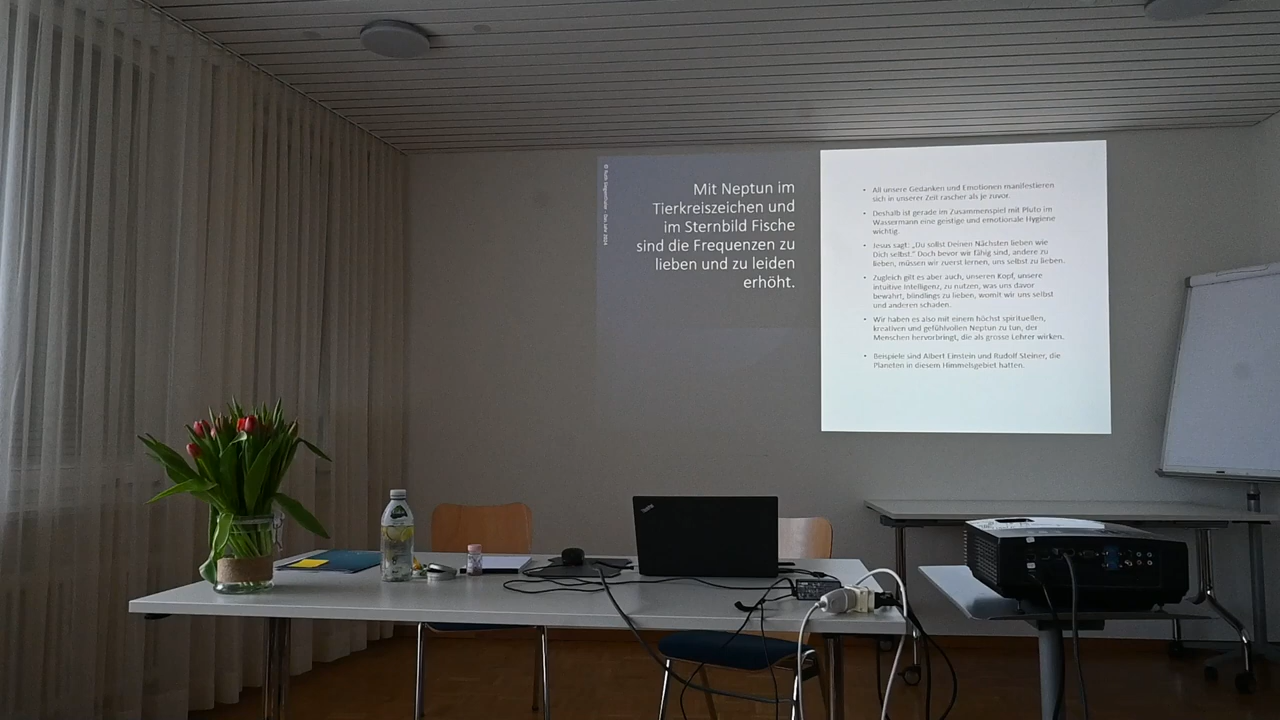 © Ruth Siegenthaler - Das Jahr 2024
Mit Neptun im
Tierkreiszeichen und
im Sternbild Fische
sind die Frequenzen zu
lieben und zu leiden
erhöht.
• All unsere Gedanken und Emotionen manifestieren
sich in unserer Zeit rascher als je zuvor.
• Deshalb ist gerade im Zusammenspiel mit Pluto im
Wassermann eine geistige und emotionale Hygiene
wichtig.
• Jesus sagt: „Du sollst Deinen Nächsten lieben wie
Dich selbst." Doch bevor wir fähig sind, andere zu
lieben, müssen wir zuerst lernen, uns selbst zu lieben.
• Zugleich gilt es aber auch, unseren Kopf, unsere
intuitive Intelligenz, zu nutzen, was uns davor
bewahrt, blindlings zu lieben, womit wir uns selbst
und anderen schaden.
• Wir haben es also mit einem höchst spirituellen,
kreativen und gefühlvollen Neptun zu tun, der
Menschen hervorbringt, die als grosse Lehrer wirken.
• Beispiele sind Albert Einstein und Rudolf Steiner, die
Planeten in diesem Himmelsgebiet hatten.